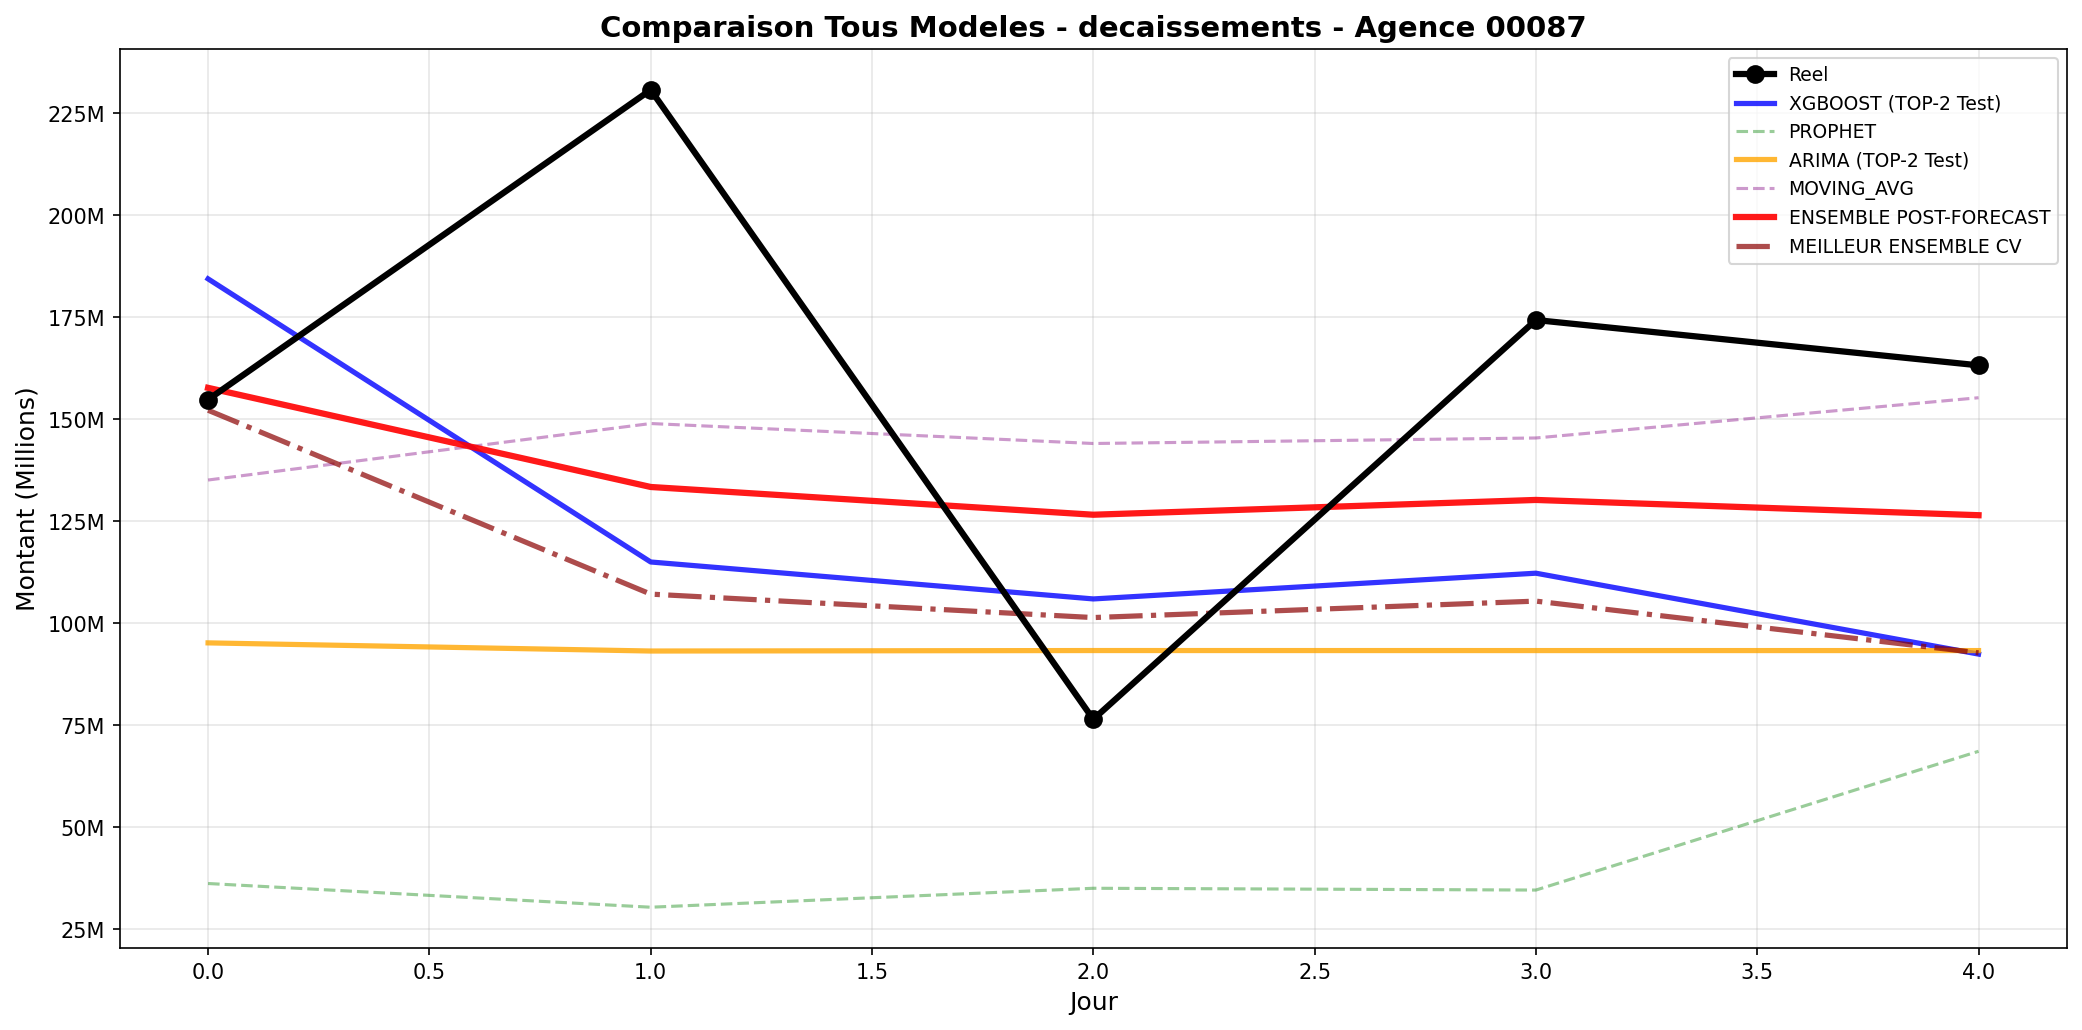 Comparaison Tous Modeles - decaissements - Agence 00087
Reel
XGBOOST (TOP-2 Test)
PROPHET
ARIMA (TOP-2 Test)
MOVING_AVG
ENSEMBLE POST-FORECAST
MEILLEUR ENSEMBLE CV
Montant (Millions)
225M
200M
175M
150M
125M
100M
75M
50M
25M
0.0 0.5 1.0 1.5 2.0 2.5 3.0 3.5 4.0
Jour